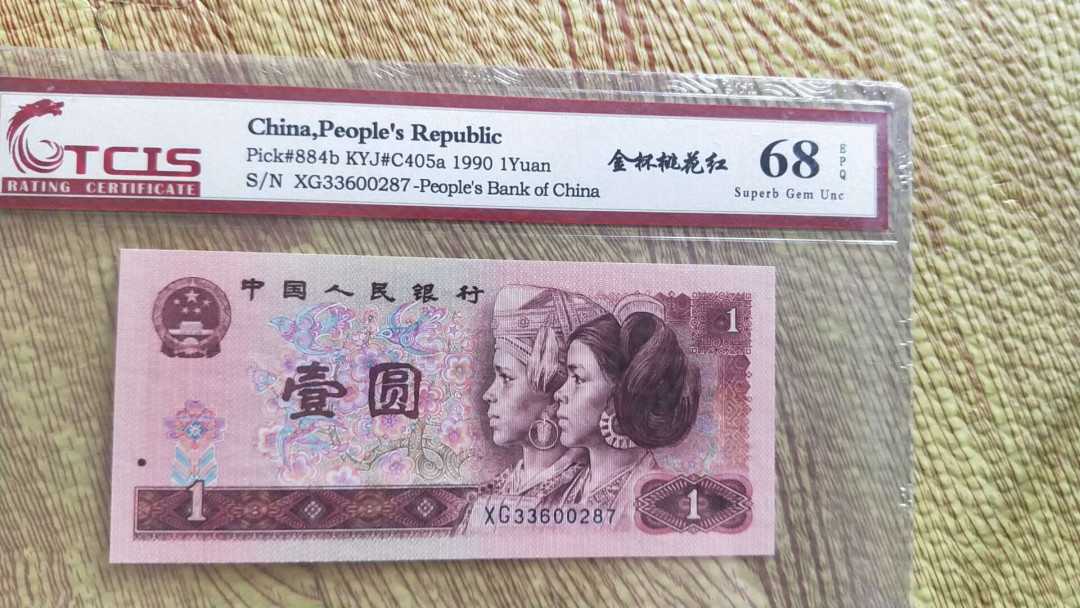 TCIS
RATING CERTIFICATE
China,People's Republic
Pick#884b KYJ#C405a 1990 1Yuan
S/N XG33600287-People's Bank of China
金杯桃花红
68
EPQ
Superb Gem Unc
中国人民银行
1
壹圆
1
XG33600287
1